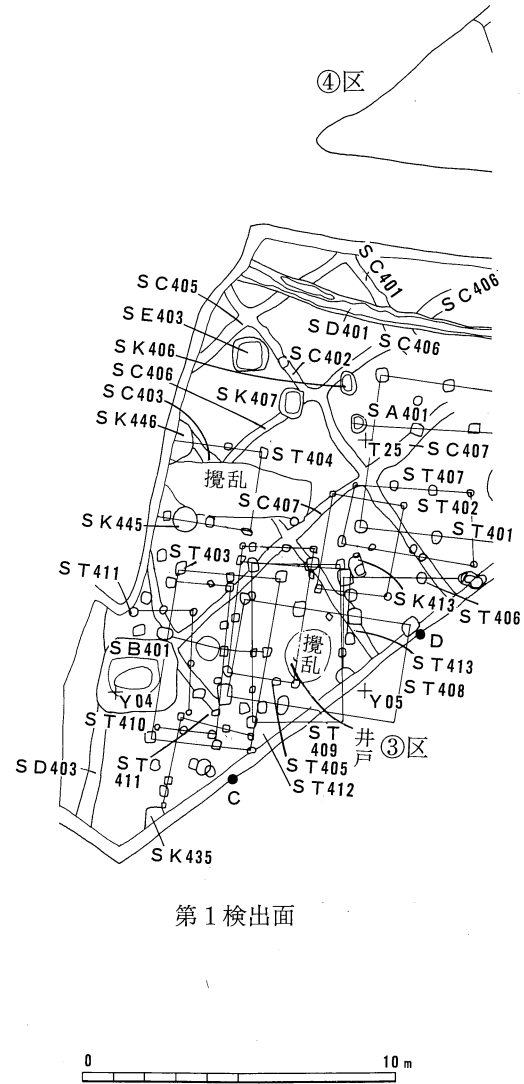 ④区
SC401
SC406
SC405
SE403
SD401
SC406
SK406
SC402
SC406
SK407
SC403
SA401
SK446
T25
SC407
ST404
ST407
攪乱
SC407
ST402
SK445
ST401
ST403
ST411
SK413
ST406
SB401
攪乱
D
ST413
Y04
Y05
ST408
ST410
ST
409
井戸
③区
SD403
ST
411
ST405
ST412
C
SK435
第1検出面
0
10m